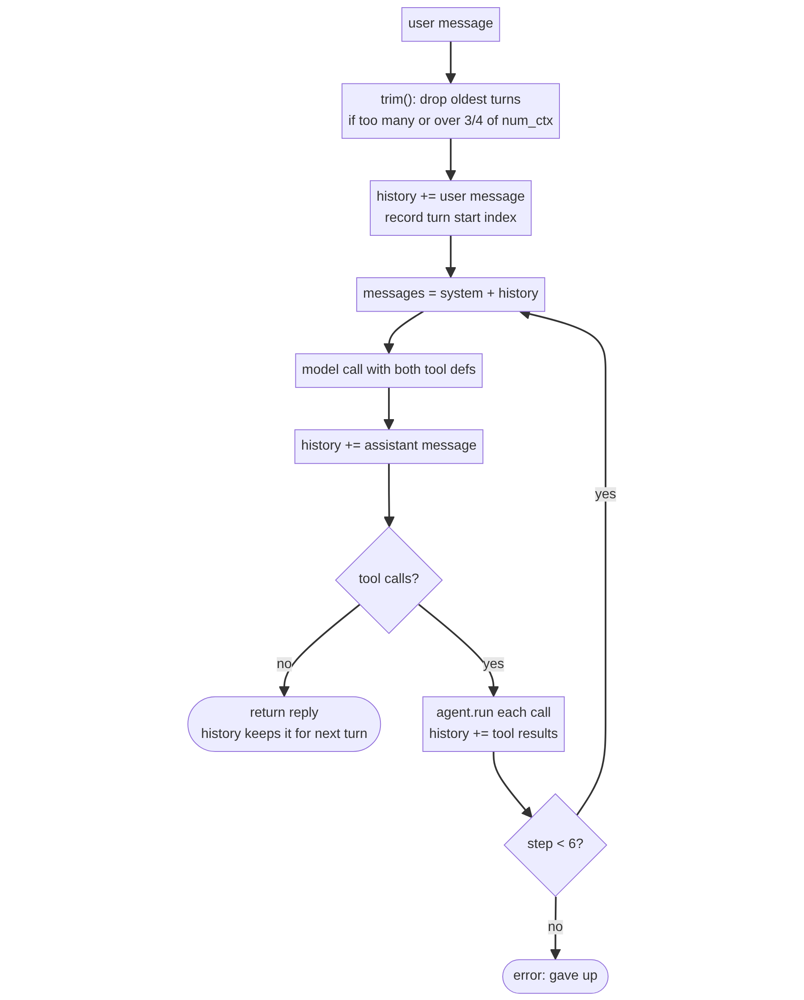 user message
trim(): drop oldest turns
if too many or over 3/4 of num_ctx
history += user message
record turn start index
messages = system + history
model call with both tool defs
history += assistant message
yes
tool calls?
no
yes
return reply
history keeps it for next turn
agent.run each call
history += tool results
step < 6?
no
error: gave up